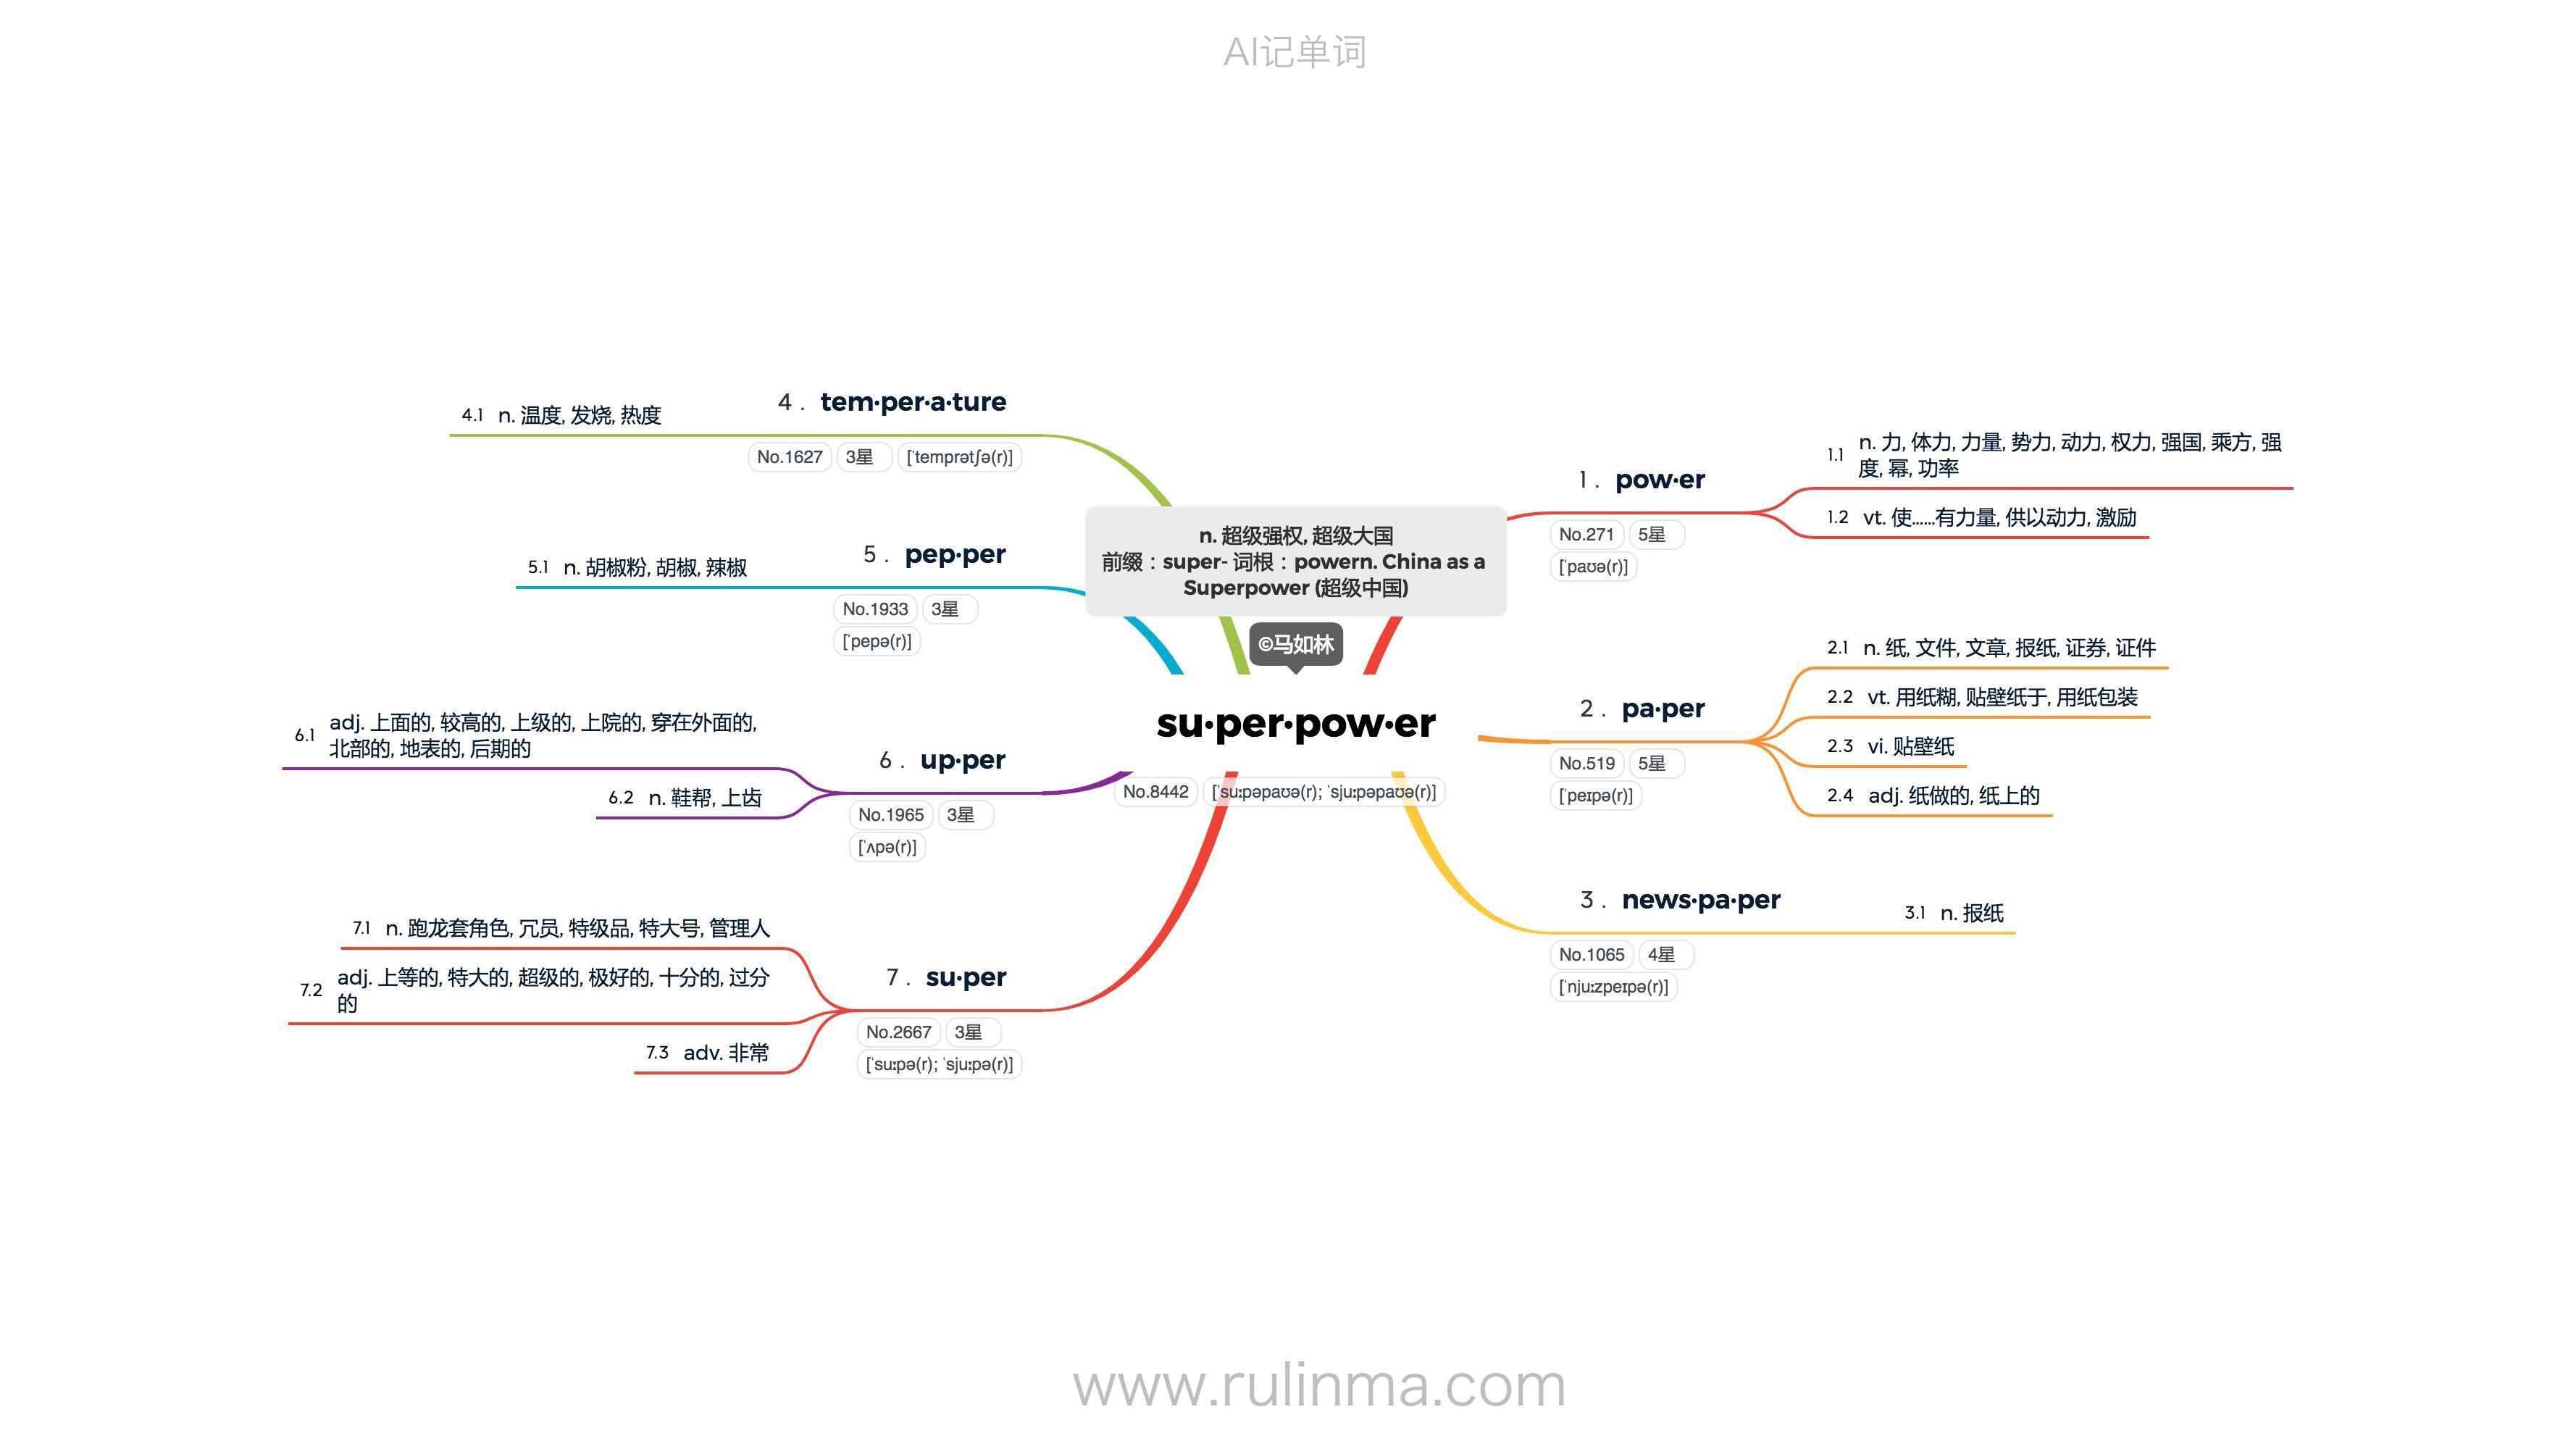 AI记单词
n. 超级强权, 超级大国
前缀：super- 词根：powern. China as a
Superpower (超级中国)
©马如林
su·per·pow·er
No.8442 [ˈsuːpəpaʊə(r); ˈsjuːpəpaʊə(r)]
1 . pow·er
No.271 5星
[ˈpaʊə(r)]
1.1 n. 力, 体力, 力量, 势力, 动力, 权力, 强国, 乘方, 强
度, 幂, 功率
1.2 vt. 使......有力量, 供以动力, 激励
2 . pa·per
No.519 5星
[ˈpeɪpə(r)]
2.1 n. 纸, 文件, 文章, 报纸, 证券, 证件
2.2 vt. 用纸糊, 贴壁纸于, 用纸包装
2.3 vi. 贴壁纸
2.4 adj. 纸做的, 纸上的
3 . news·pa·per
No.1065 4星
[ˈnjuːzpeɪpə(r)]
3.1 n. 报纸
4 . tem·per·a·ture
No.1627 3星 [ˈtemprətʃə(r)]
4.1 n. 温度, 发烧, 热度
5 . pep·per
No.1933 3星
[ˈpepə(r)]
5.1 n. 胡椒粉, 胡椒, 辣椒
6 . up·per
No.1965 3星
[ˈʌpə(r)]
6.1 adj. 上面的, 较高的, 上级的, 上院的, 穿在外面的,
北部的, 地表的, 后期的
6.2 n. 鞋帮, 上齿
7 . su·per
No.2667 3星
[ˈsuːpə(r); ˈsjuːpə(r)]
7.1 n. 跑龙套角色, 冗员, 特级品, 特大号, 管理人
7.2 adj. 上等的, 特大的, 超级的, 极好的, 十分的, 过分
的
7.3 adv. 非常
www.rulinma.com